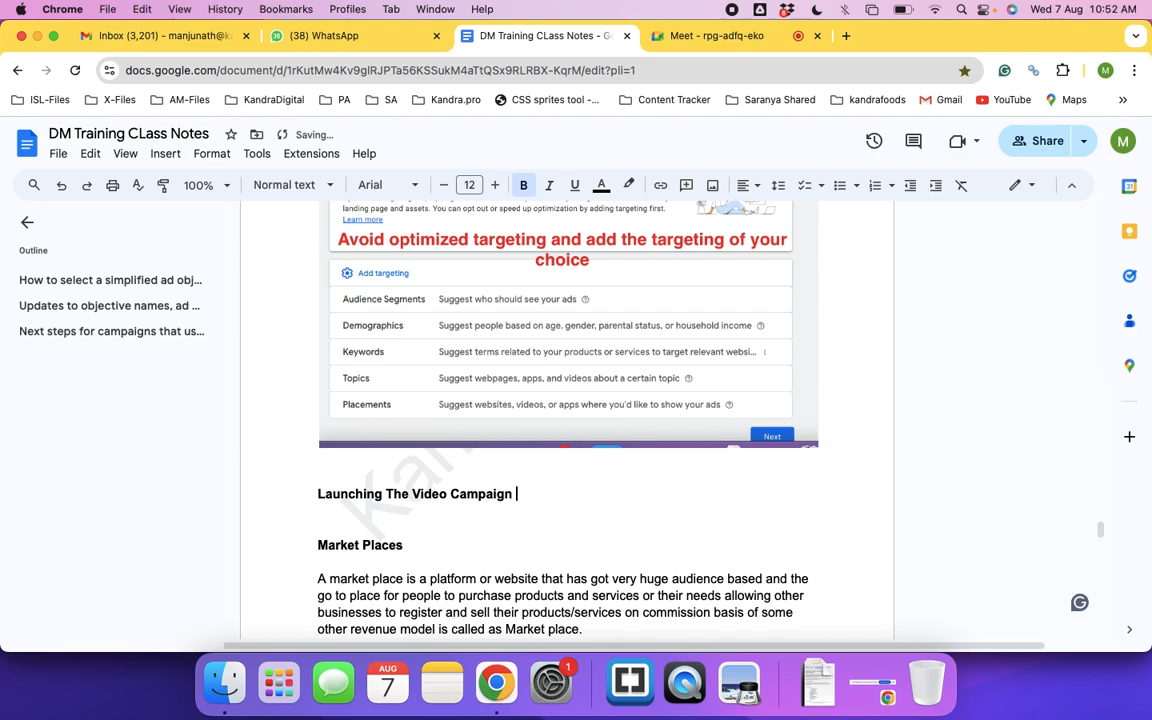 Chrome File Edit View History Bookmarks Profiles Tab Window Help
Wed 7 Aug 10:52 AM
Inbox (3,201) - manjunath@k
(38) WhatsApp
DM Training CLass Notes - G
Meet - rpg-adfq-eko
docs.google.com/document/d/1rKutMw4Kv9glRJPTa56KSSukM4aTtQSx9RLRBX-KqrM/edit?pli=1
M
ISL-Files X-Files AM-Files KandraDigital PA SA Kandra.pro CSS sprites tool -... Content Tracker Saranya Shared kandrafoods Gmail YouTube Maps
DM Training CLass Notes
Saving...
File Edit View Insert Format Tools Extensions Help
Share
M
100% Normal text Arial 12 B I U A
Outline
How to select a simplified ad obj...
Updates to objective names, ad ...
Next steps for campaigns that us...
landing page and assets. You can opt out or speed up optimization by adding targeting first.
Learn more
Avoid optimized targeting and add the targeting of your
choice
Add targeting
Audience Segments Suggest who should see your ads
Demographics Suggest people based on age, gender, parental status, or household income
Keywords Suggest terms related to your products or services to target relevant websi...
Topics Suggest webpages, apps, and videos about a certain topic
Placements Suggest websites, videos, or apps where you'd like to show your ads
Next
Launching The Video Campaign
Market Places
A market place is a platform or website that has got very huge audience based and the
go to place for people to purchase products and services or their needs allowing other
businesses to register and sell their products/services on commission basis of some
other revenue model is called as Market place.
AUG
7
1